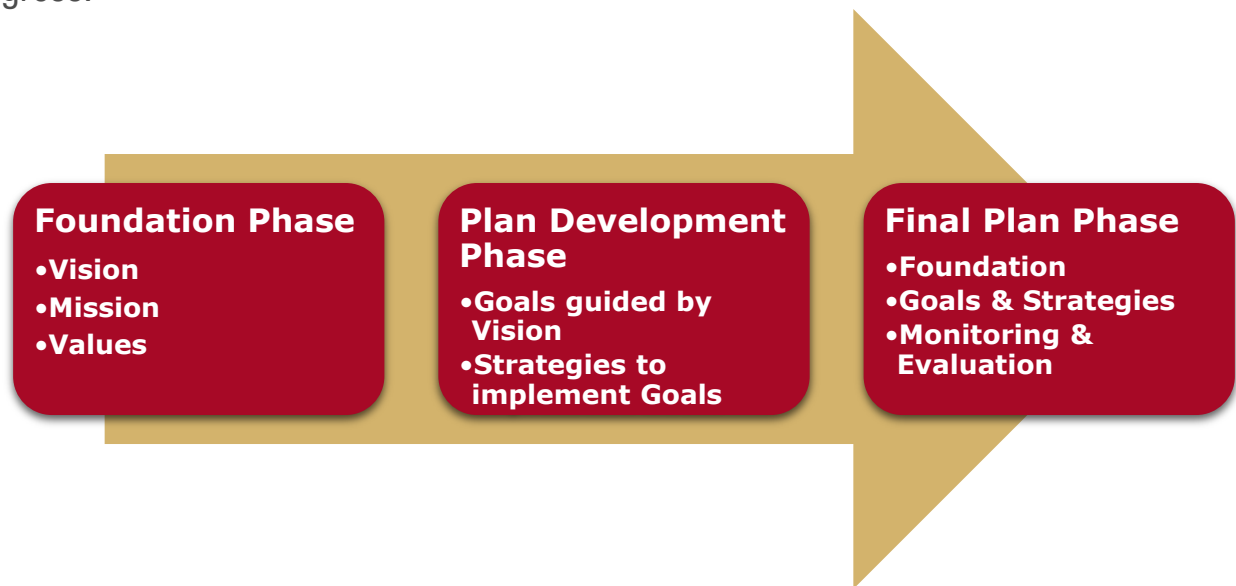 Foundation Phase
•Vision
•Mission
•Values
Plan Development
Phase
•Goals guided by
Vision
•Strategies to
implement Goals
Final Plan Phase
•Foundation
•Goals & Strategies
•Monitoring &
Evaluation